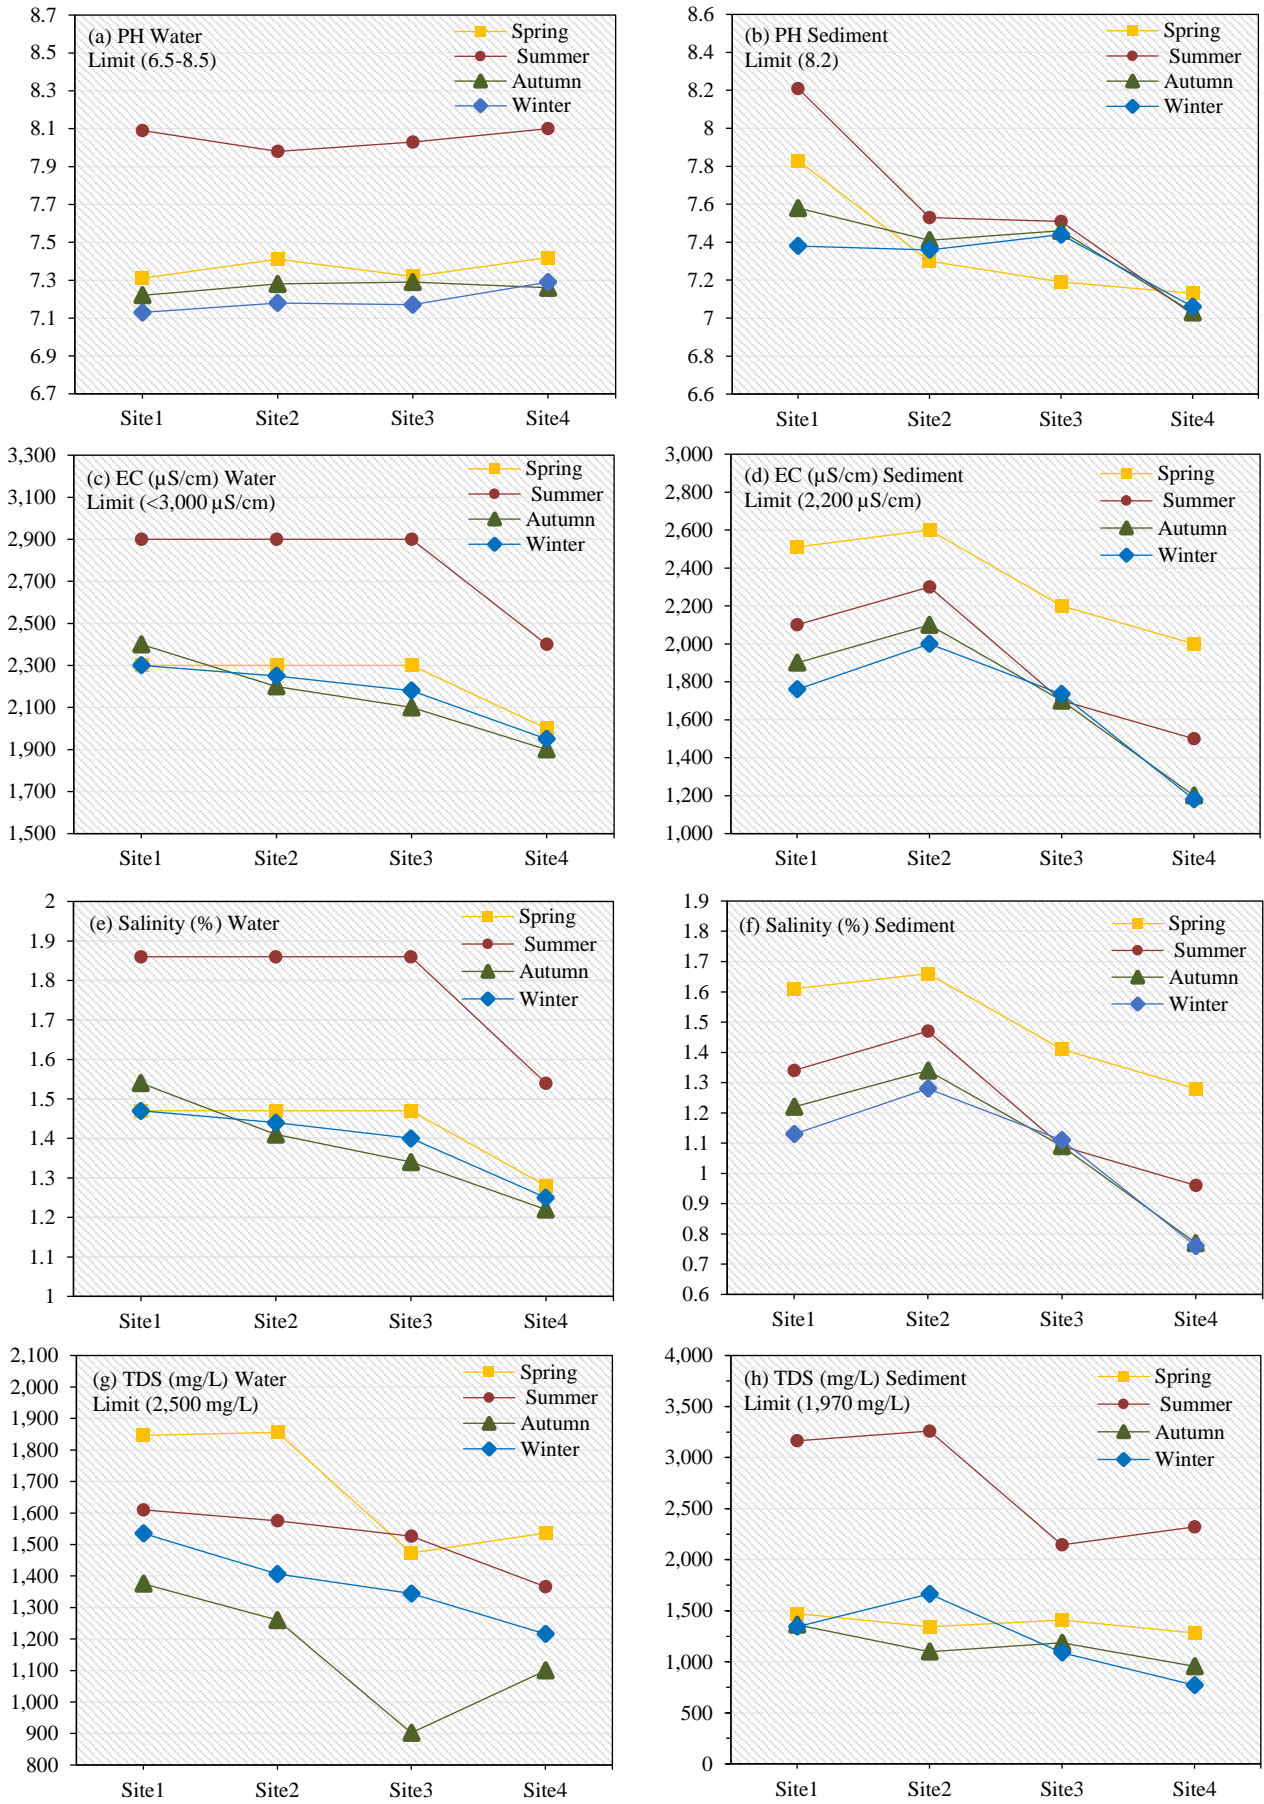 (a) PH Water
Limit (6.5-8.5)
Spring
Summer
Autumn
Winter
8.7
8.5
8.3
8.1
7.9
7.7
7.5
7.3
7.1
6.9
6.7
Site1 Site2 Site3 Site4
(b) PH Sediment
Limit (8.2)
Spring
Summer
Autumn
Winter
8.6
8.4
8.2
8
7.8
7.6
7.4
7.2
7
6.8
6.6
Site1 Site2 Site3 Site4
(c) EC (µS/cm) Water
Limit (<3,000 µS/cm)
Spring
Summer
Autumn
Winter
3,300
3,100
2,900
2,700
2,500
2,300
2,100
1,900
1,700
1,500
Site1 Site2 Site3 Site4
(d) EC (µS/cm) Sediment
Limit (2,200 µS/cm)
Spring
Summer
Autumn
Winter
3,000
2,800
2,600
2,400
2,200
2,000
1,800
1,600
1,400
1,200
1,000
Site1 Site2 Site3 Site4
(e) Salinity (%) Water
Spring
Summer
Autumn
Winter
2
1.9
1.8
1.7
1.6
1.5
1.4
1.3
1.2
1.1
1
Site1 Site2 Site3 Site4
(f) Salinity (%) Sediment
Spring
Summer
Autumn
Winter
1.9
1.8
1.7
1.6
1.5
1.4
1.3
1.2
1.1
1
0.9
0.8
0.7
0.6
Site1 Site2 Site3 Site4
(g) TDS (mg/L) Water
Limit (2,500 mg/L)
Spring
Summer
Autumn
Winter
2,100
2,000
1,900
1,800
1,700
1,600
1,500
1,400
1,300
1,200
1,100
1,000
900
800
Site1 Site2 Site3 Site4
(h) TDS (mg/L) Sediment
Limit (1,970 mg/L)
Spring
Summer
Autumn
Winter
4,000
3,500
3,000
2,500
2,000
1,500
1,000
500
0
Site1 Site2 Site3 Site4